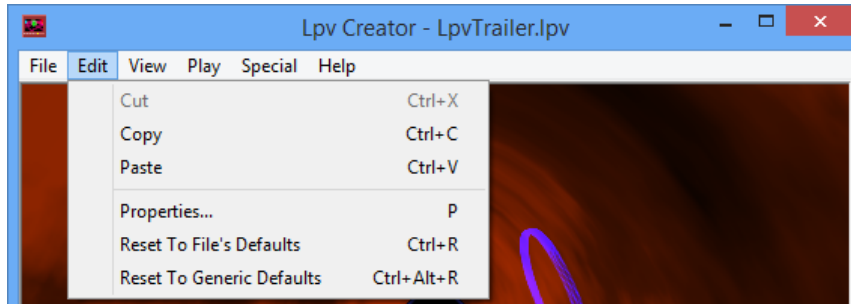 Lpv Creator - LpvTrailer.lpv
File Edit View Play Special Help
Cut Ctrl+X
Copy Ctrl+C
Paste Ctrl+V
Properties... P
Reset To File's Defaults Ctrl+R
Reset To Generic Defaults Ctrl+Alt+R